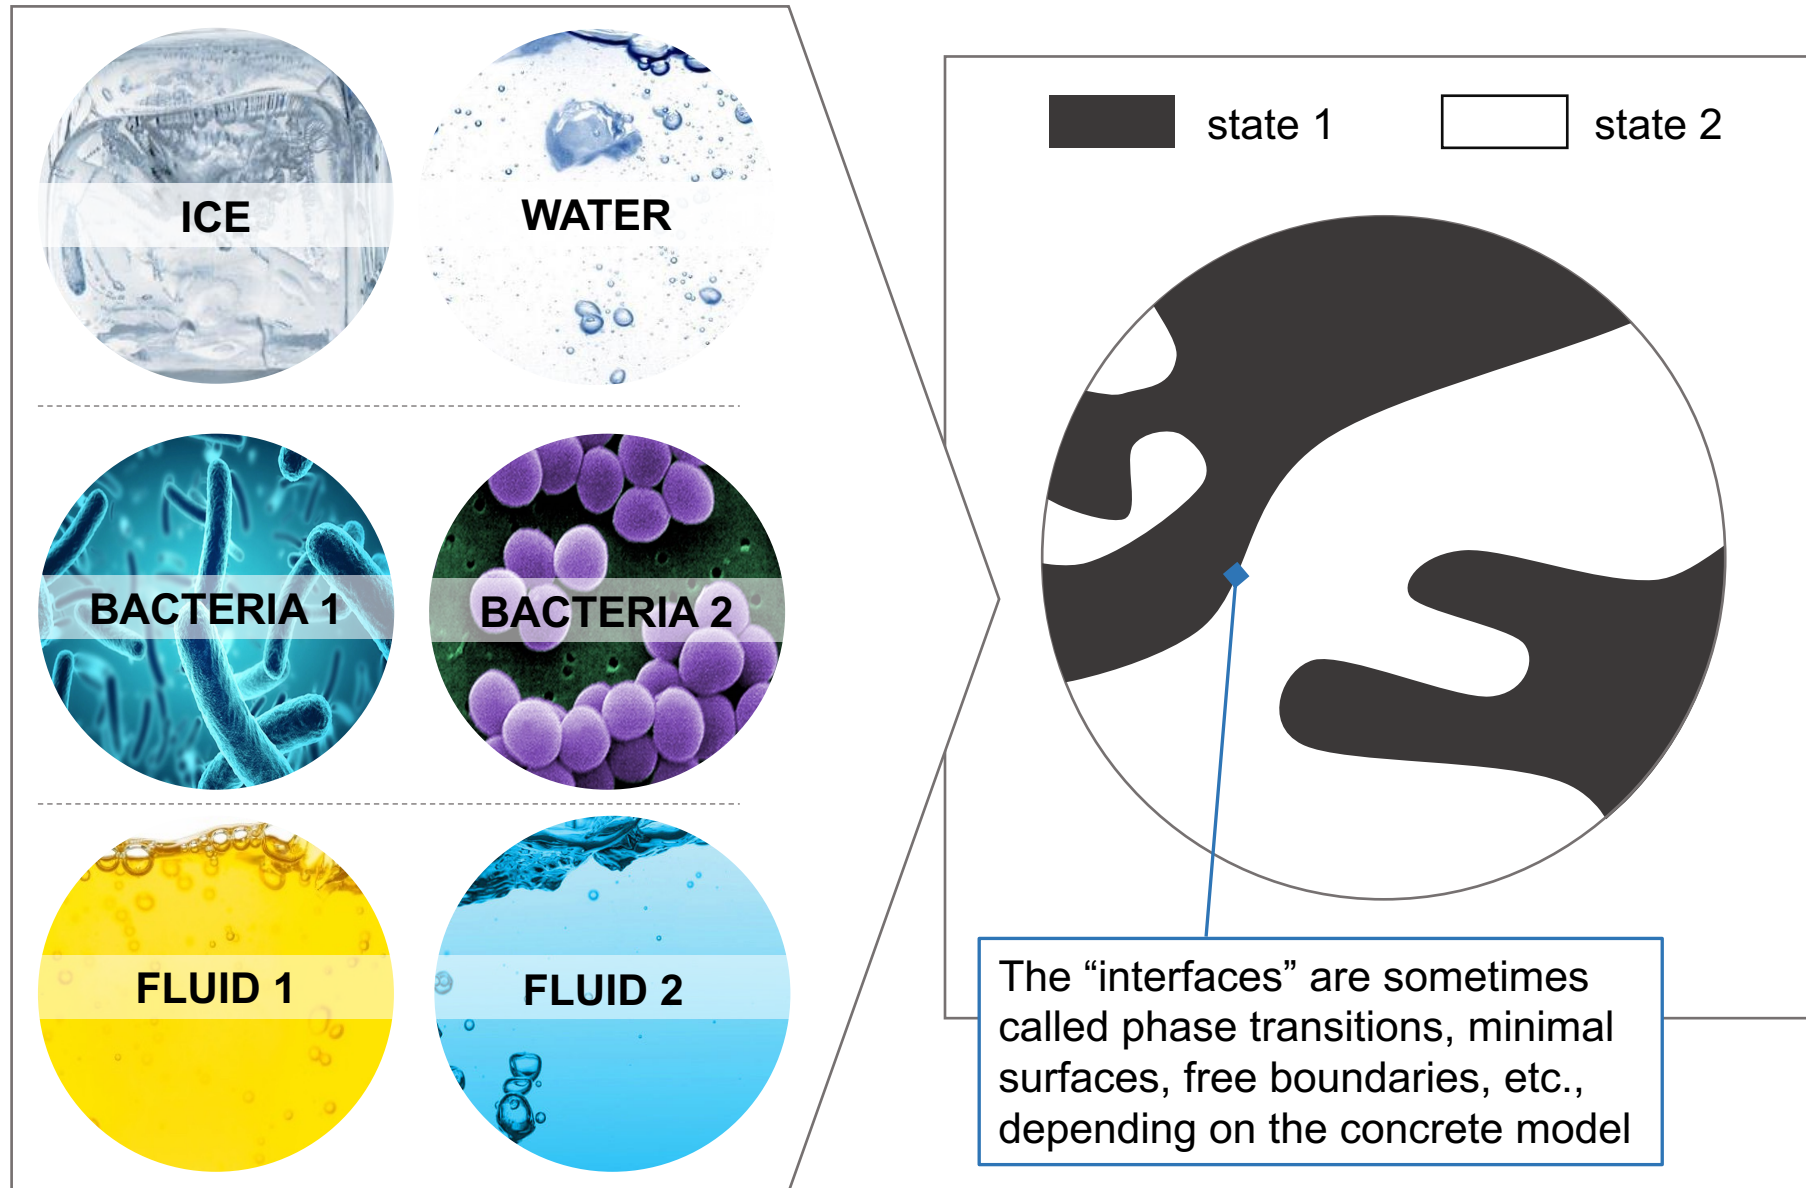 ICE
WATER
BACTERIA 1
BACTERIA 2
FLUID 1
FLUID 2
state 1
state 2
The “interfaces” are sometimes
called phase transitions, minimal
surfaces, free boundaries, etc.,
depending on the concrete model